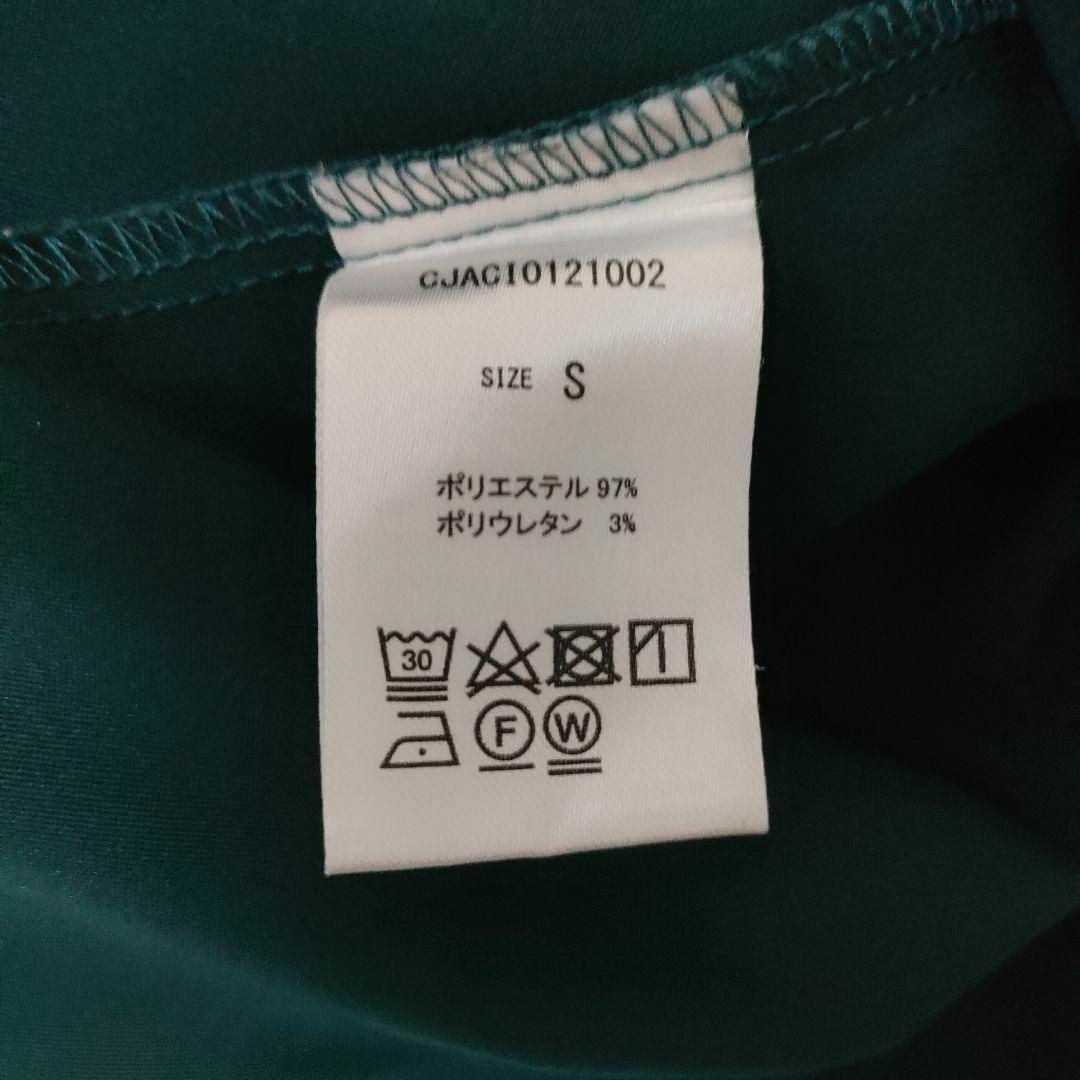 CJACI0121002
SIZE S
ポリエステル 97%
ポリウレタン 3%
30
F W